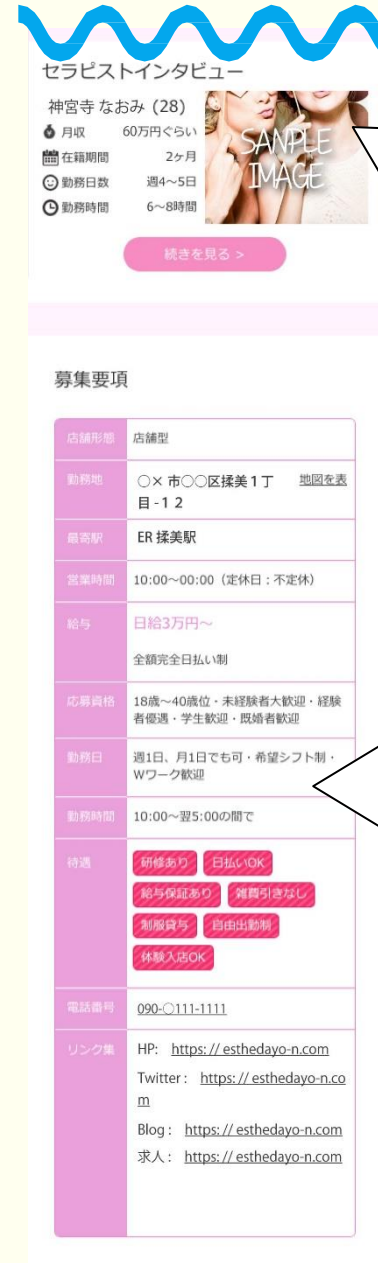 セラピストインタビュー
神宮寺 なおみ (28)
月収 60万円ぐらい
在籍期間 2ヶ月
勤務日数 週4〜5日
勤務時間 6〜8時間
SANPLE
IMAGE
続きを見る >
募集要項
店舗形態 店舗型
勤務地 ○× 市○○区揉美1丁 地図を表
目 - 1 2
最寄駅 ER 揉美駅
営業時間 10:00〜00:00（定休日：不定休）
給与 日給3万円〜
全額完全日払い制
応募資格 18歳〜40歳位・未経験者大歓迎・経験
者優遇・学生歓迎・既婚者歓迎
勤務日 週1日、月1日でも可・希望シフト制・
Wワーク歓迎
勤務時間 10:00〜翌5:00の間で
待遇 研修あり 日払いOK
給与保証あり 雑費引きなし
制服貸与 自由出勤制
体験入店OK
電話番号 090-○111-1111
リンク集 HP: https:// esthedayo-n.com
Twitter : https:// esthedayo-n.co
m
Blog : https:// esthedayo-n.com
求人 : https:// esthedayo-n.com